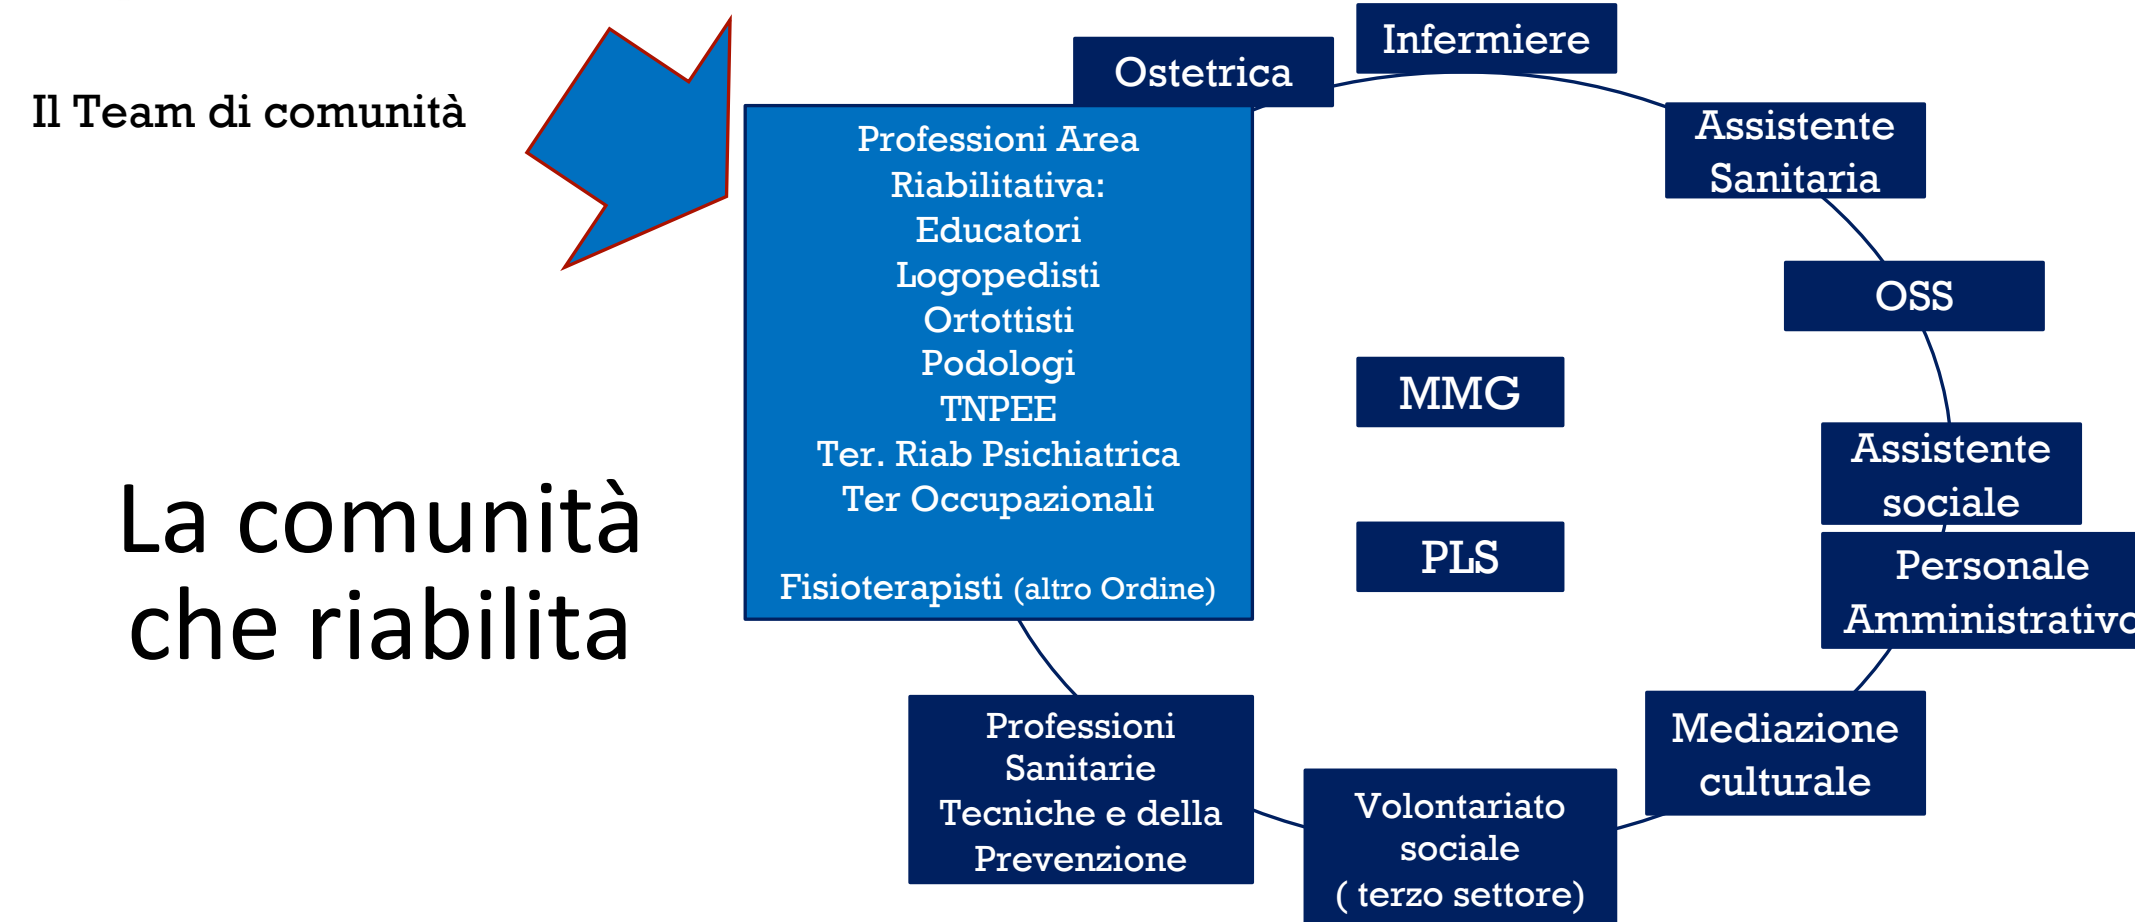 Il Team di comunità
La comunità
che riabilita
Ostetrica
Infermiere
Assistente
Sanitaria
OSS
Assistente
sociale
Personale
Amministrativo
Mediazione
culturale
Volontariato
sociale
( terzo settore)
Professioni
Sanitarie
Tecniche e della
Prevenzione
Professioni Area
Riabilitativa:
Educatori
Logopedisti
Ortottisti
Podologi
TNPEE
Ter. Riab Psichiatrica
Ter Occupazionali
Fisioterapisti (altro Ordine)
MMG
PLS